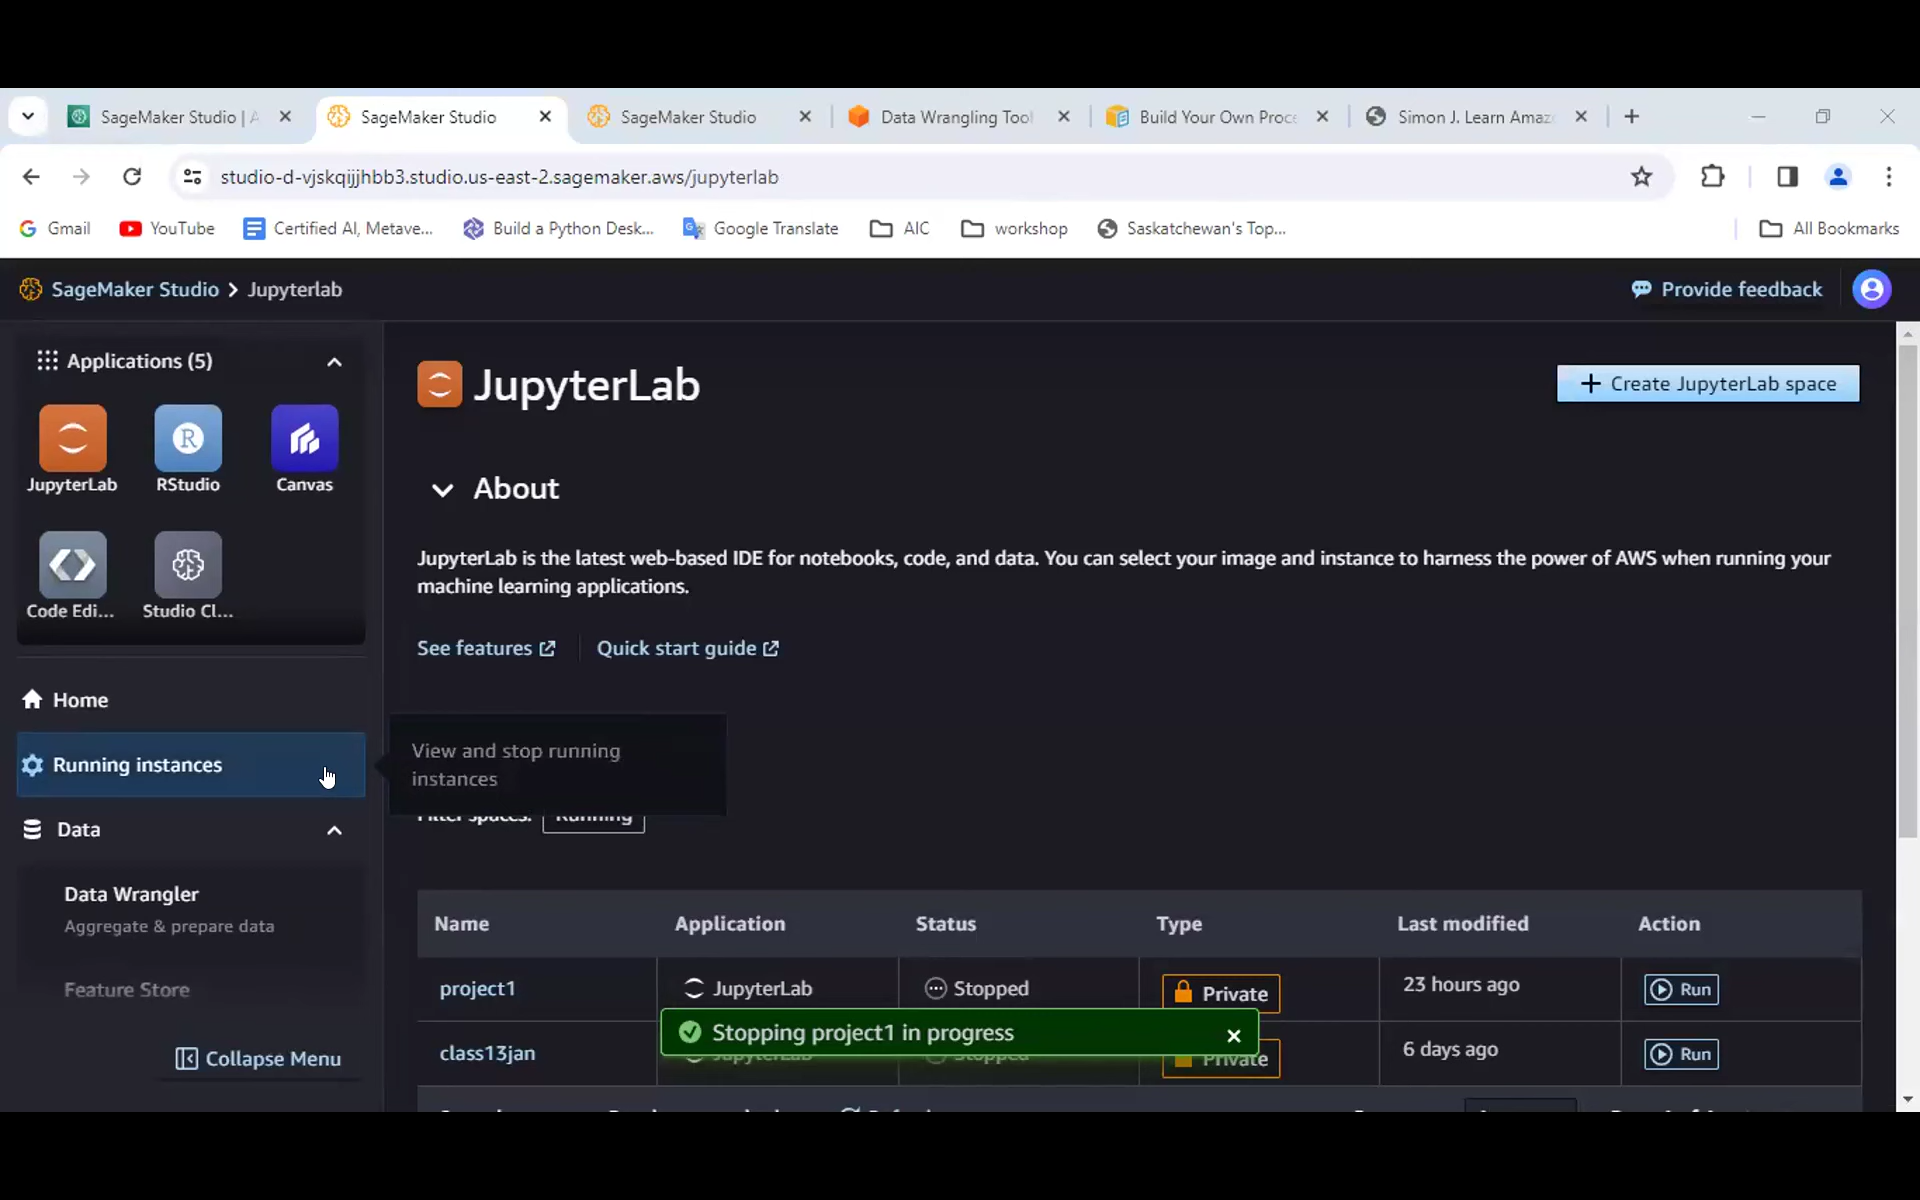 SageMaker Studio | A
SageMaker Studio
SageMaker Studio
Data Wrangling Tool
Build Your Own Proce
Simon J. Learn Amaz
studio-d-vjskqijjhbb3.studio.us-east-2.sagemaker.aws/jupyterlab
Gmail
YouTube
Certified AI, Metave...
Build a Python Desk...
Google Translate
AIC
workshop
Saskatchewan's Top...
All Bookmarks
SageMaker Studio > Jupyterlab
Provide feedback
Applications (5)
JupyterLab
RStudio
Canvas
Code Edi...
Studio Cl...
Home
Running instances
Data
Data Wrangler
Aggregate & prepare data
Feature Store
Collapse Menu
JupyterLab
Create JupyterLab space
About
JupyterLab is the latest web-based IDE for notebooks, code, and data. You can select your image and instance to harness the power of AWS when running your
machine learning applications.
See features
Quick start guide
View and stop running
instances
Filter spaces: Running
Name Application Status Type Last modified Action
project1 JupyterLab Stopped Private 23 hours ago Run
Stopping project1 in progress
class13jan JupyterLab Stopped Private 6 days ago Run